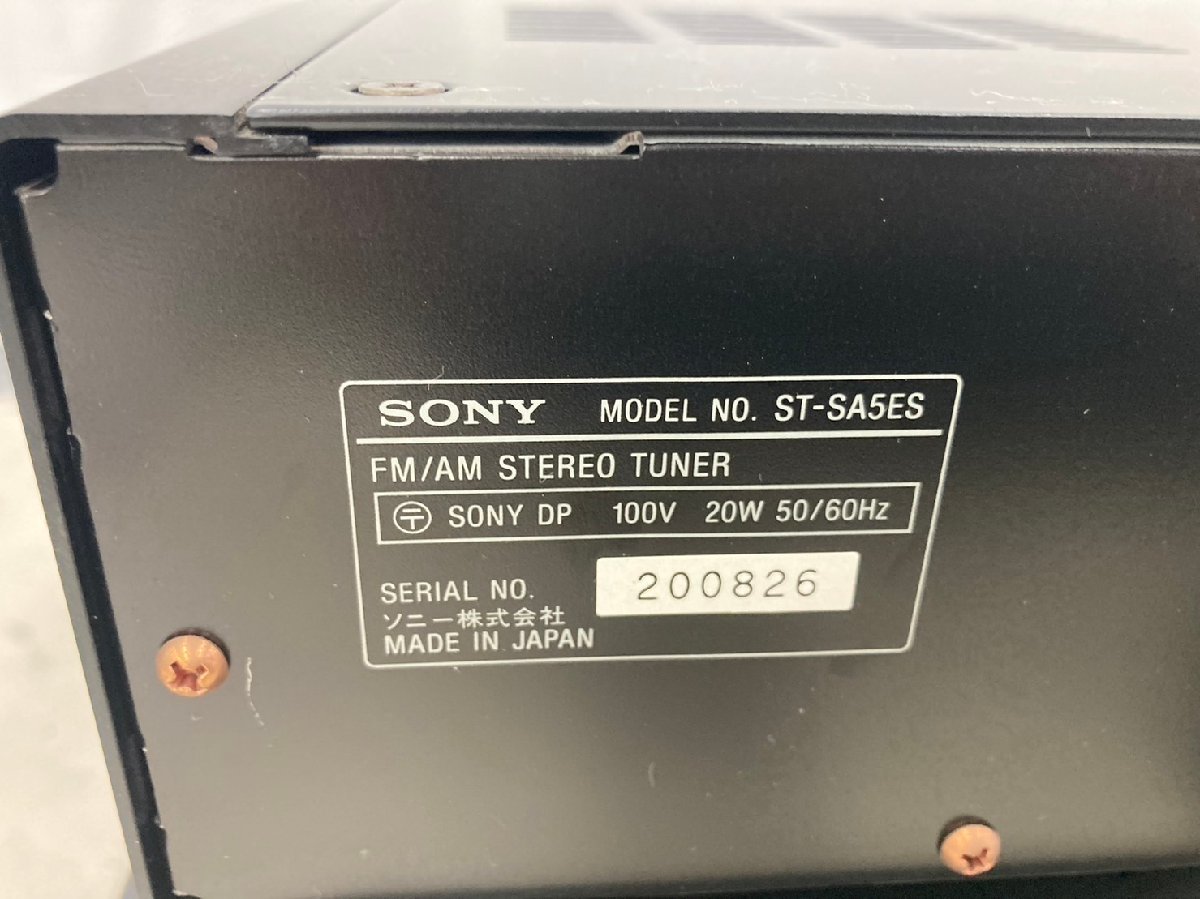 SONY MODEL NO. ST-SA5ES
FM/AM STEREO TUNER
〶 SONY DP 100V 20W 50/60Hz
SERIAL NO. 200826
ソニー株式会社
MADE IN JAPAN